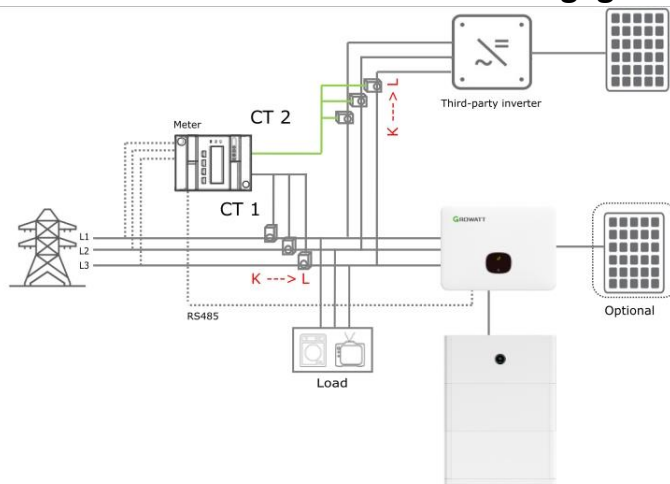 Third-party inverter
Meter
CT 2
K ---> L
CT 1
GROWATT
L1
L2
L3
K ---> L
RS485
Optional
Load